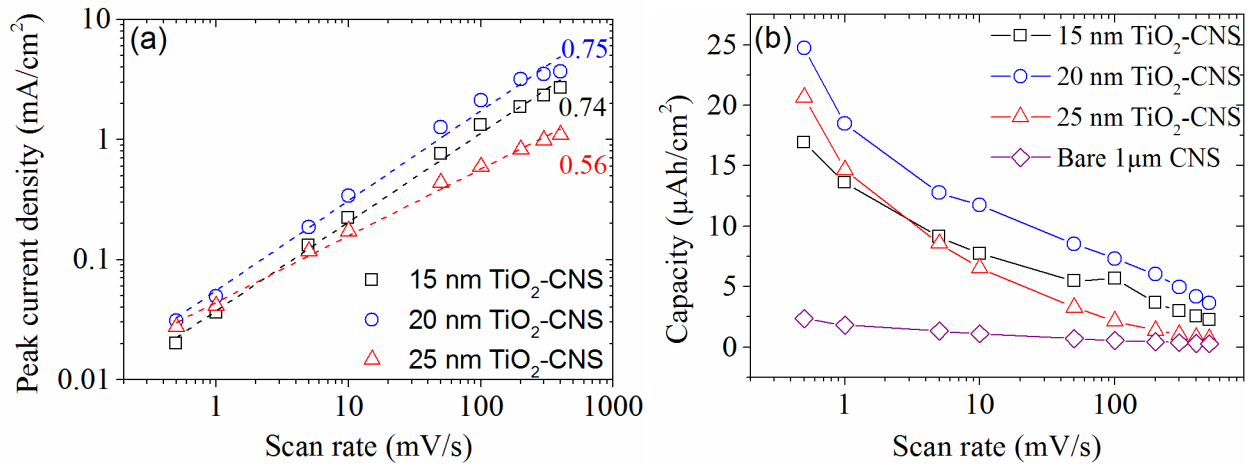 (a)
Peak current density (mA/cm²)
10
1
0.1
0.01
0.75
0.74
0.56
15 nm TiO₂-CNS
20 nm TiO₂-CNS
25 nm TiO₂-CNS
1
10
100
1000
Scan rate (mV/s)
(b)
Capacity (µAh/cm²)
25
20
15
10
5
0
15 nm TiO₂-CNS
20 nm TiO₂-CNS
25 nm TiO₂-CNS
Bare 1µm CNS
1
10
100
Scan rate (mV/s)